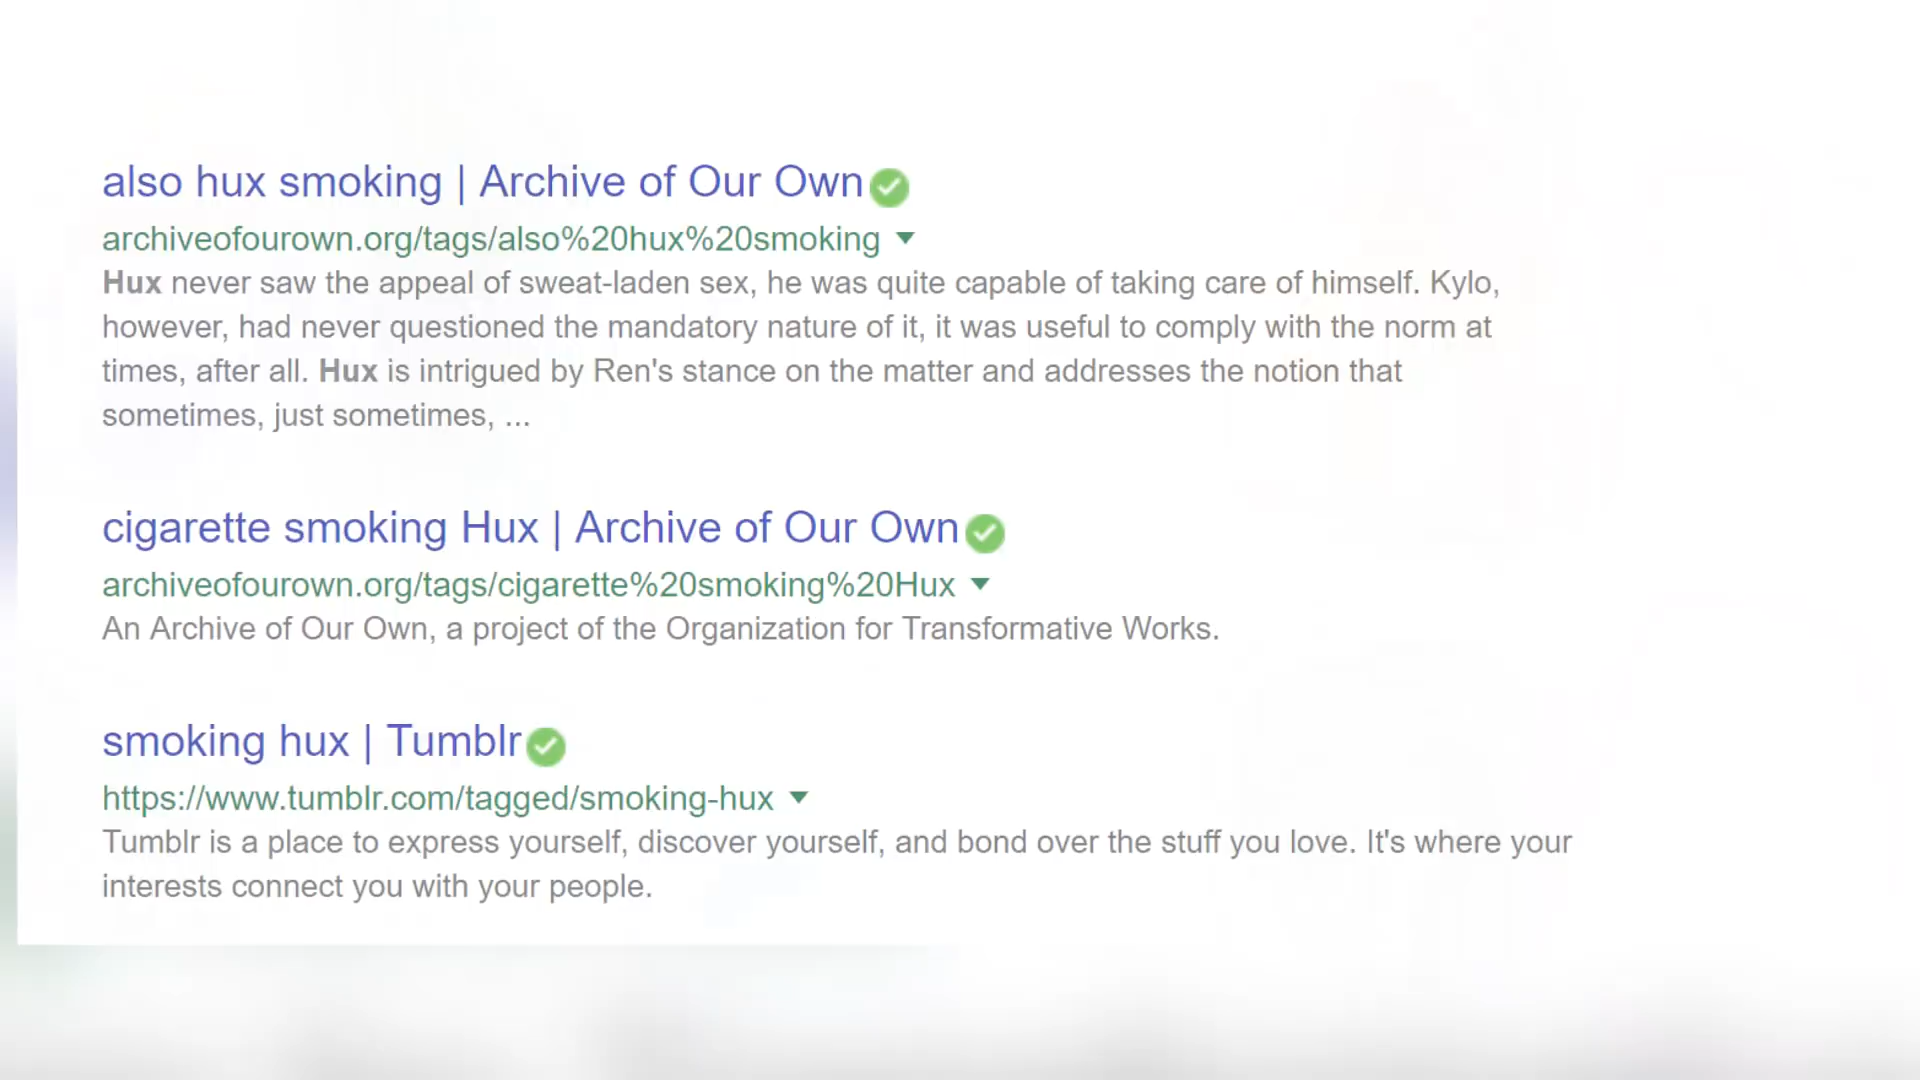 also hux smoking | Archive of Our Own
archiveofourown.org/tags/also%20hux%20smoking
Hux never saw the appeal of sweat-laden sex, he was quite capable of taking care of himself. Kylo,
however, had never questioned the mandatory nature of it, it was useful to comply with the norm at
times, after all. Hux is intrigued by Ren's stance on the matter and addresses the notion that
sometimes, just sometimes, ...
cigarette smoking Hux | Archive of Our Own
archiveofourown.org/tags/cigarette%20smoking%20Hux
An Archive of Our Own, a project of the Organization for Transformative Works.
smoking hux | Tumblr
https://www.tumblr.com/tagged/smoking-hux
Tumblr is a place to express yourself, discover yourself, and bond over the stuff you love. It's where your
interests connect you with your people.